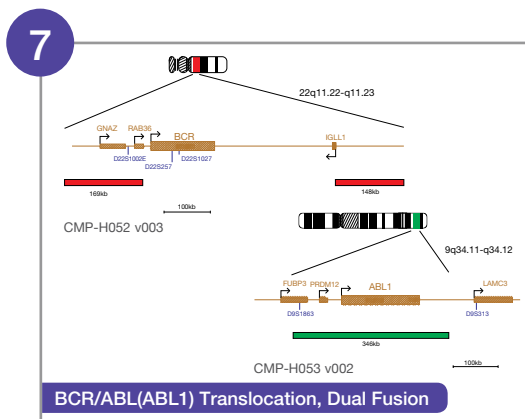 7
22q11.22-q11.23
GNAZ RAB36 BCR IGLL1
D22S1002E D22S1027
D22S257
169kb 148kb
100kb
CMP-H052 v003
9q34.11-q34.12
FUBP3 PRDM12 ABL1 LAMC3
D9S1863 D9S313
346kb
100kb
CMP-H053 v002
BCR/ABL(ABL1) Translocation, Dual Fusion